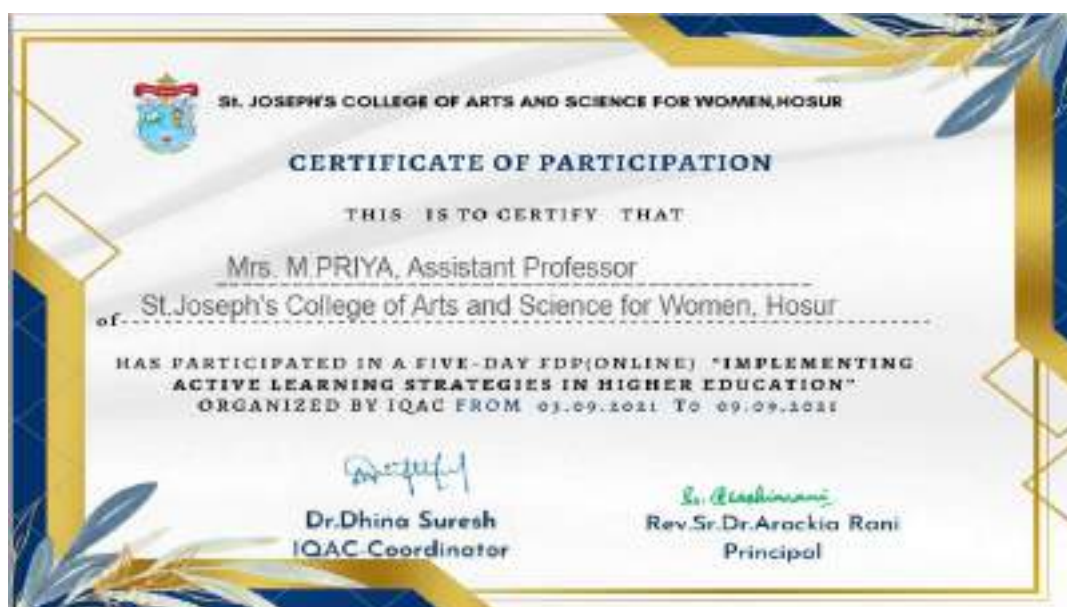 St. JOSEPH'S COLLEGE OF ARTS AND SCIENCE FOR WOMEN,HOSUR
CERTIFICATE OF PARTICIPATION
THIS IS TO CERTIFY THAT
Mrs. M.PRIYA, Assistant Professor
of St.Joseph's College of Arts and Science for Women, Hosur
HAS PARTICIPATED IN A FIVE-DAY FDP(ONLINE) "IMPLEMENTING
ACTIVE LEARNING STRATEGIES IN HIGHER EDUCATION"
ORGANIZED BY IQAC FROM 03.09.2021 To 09.09.2021
Dr.Dhina Suresh
Rev.Sr.Dr.Arockia Rani
IQAC-Coordinator
Principal